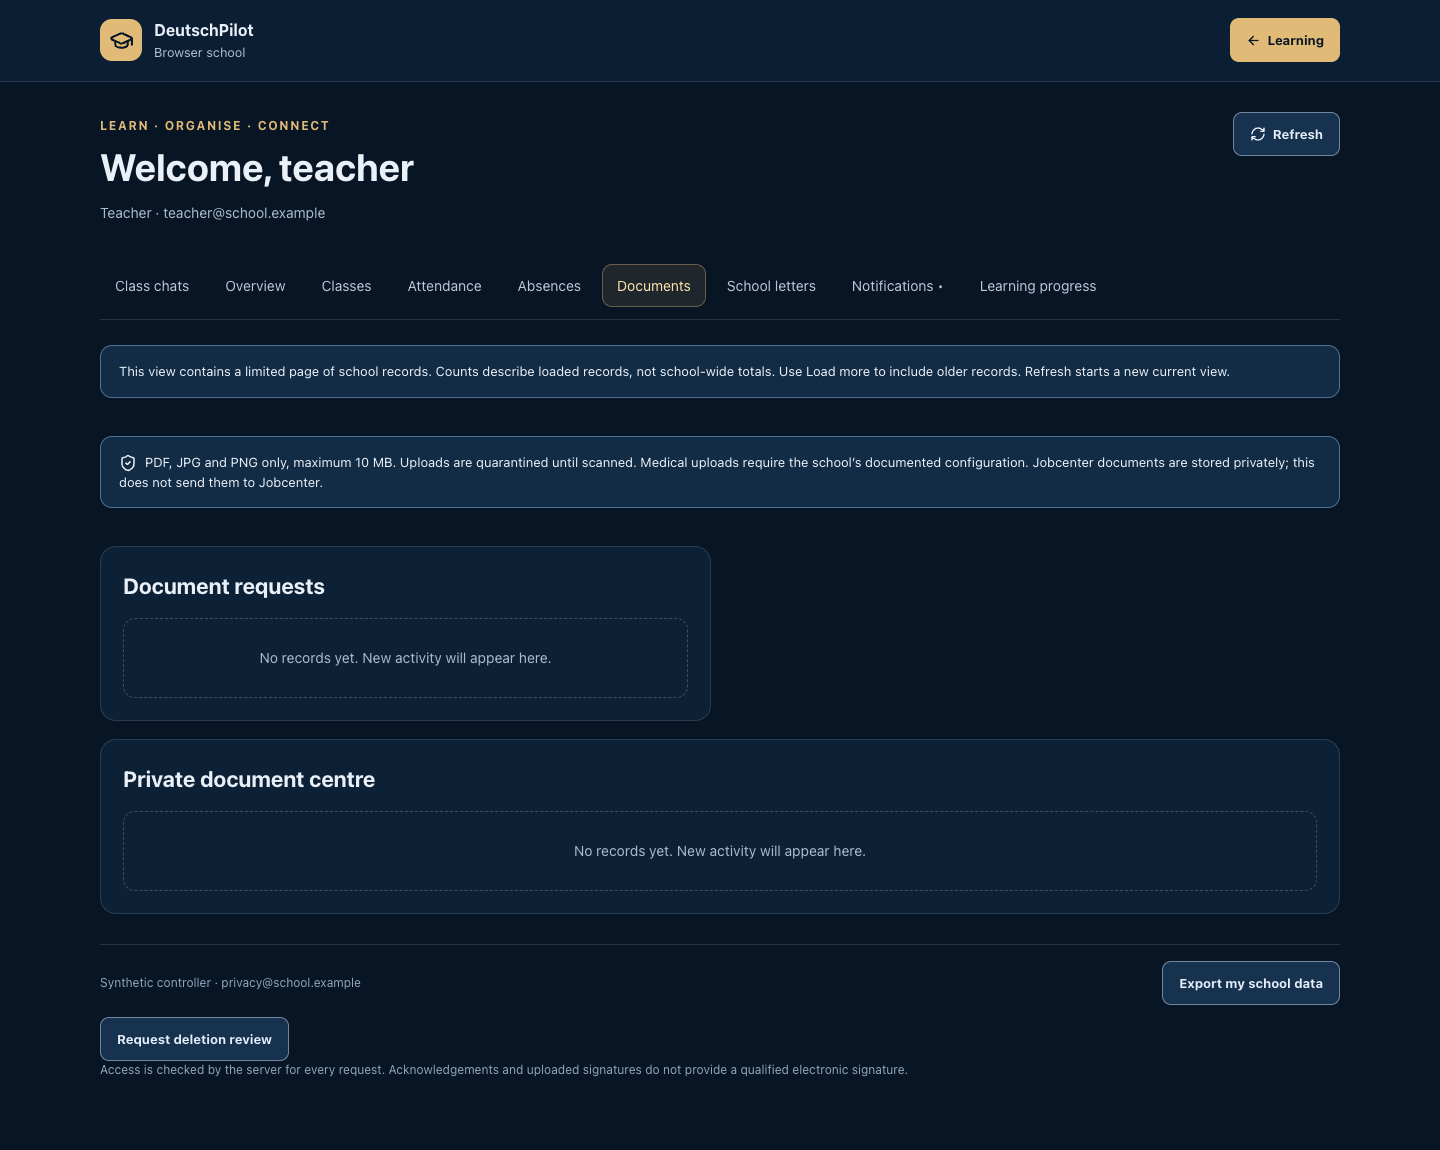 DeutschPilot
Browser school
Learning
LEARN · ORGANISE · CONNECT
Welcome, teacher
Refresh
Teacher · teacher@school.example
Class chats
Overview
Classes
Attendance
Absences
Documents
School letters
Notifications •
Learning progress
This view contains a limited page of school records. Counts describe loaded records, not school-wide totals. Use Load more to include older records. Refresh starts a new current view.
PDF, JPG and PNG only, maximum 10 MB. Uploads are quarantined until scanned. Medical uploads require the school's documented configuration. Jobcenter documents are stored privately; this
does not send them to Jobcenter.
Document requests
No records yet. New activity will appear here.
Private document centre
No records yet. New activity will appear here.
Synthetic controller · privacy@school.example
Export my school data
Request deletion review
Access is checked by the server for every request. Acknowledgements and uploaded signatures do not provide a qualified electronic signature.